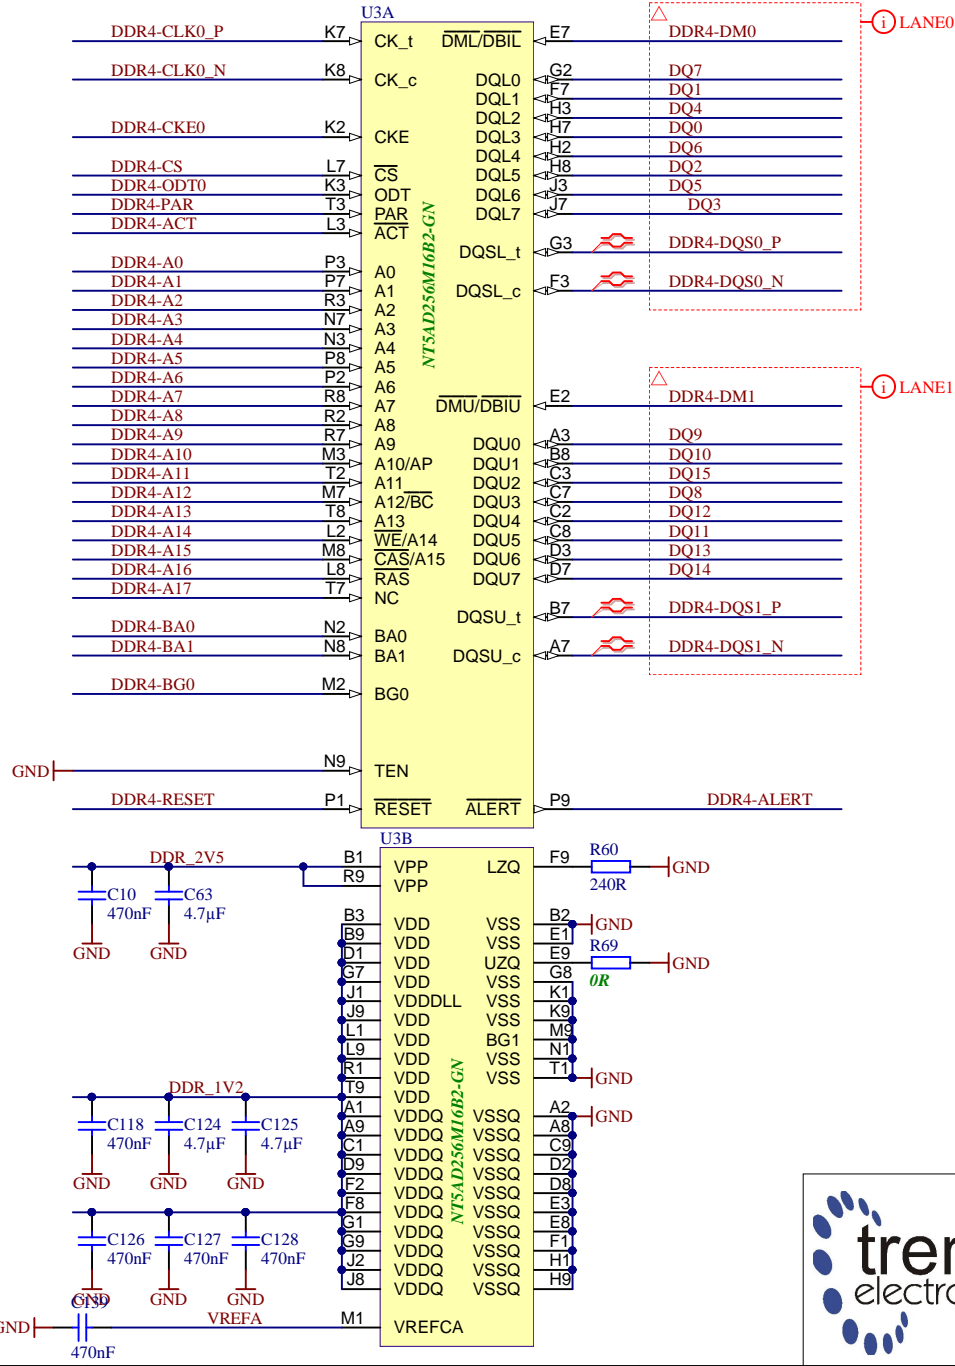 U3A
DDR4-CLK0_P K7 CK_t DML/DBIL E7 DDR4-DM0
LANE0
DDR4-CLK0_N K8 CK_c DQL0 G2 DQ7
DQL1 F7 DQ1
DQL2 H3 DQ4
DDR4-CKE0 K2 CKE DQL3 H7 DQ0
DQL4 H2 DQ6
DDR4-CS L7 CS DQL5 H8 DQ2
DDR4-ODT0 K3 ODT DQL6 J3 DQ5
DDR4-PAR T3 PAR DQL7 J7 DQ3
DDR4-ACT L3 ACT
DQSL_t G3 DDR4-DQS0_P
DDR4-A0 P3 A0
DDR4-A1 P7 A1 DQSL_c F3 DDR4-DQS0_N
DDR4-A2 R3 A2
DDR4-A3 N7 A3
DDR4-A4 N3 A4
DDR4-A5 P8 A5
DDR4-A6 P2 A6
LANE1
DDR4-A7 R8 A7 DMU/DBIU E2 DDR4-DM1
DDR4-A8 R2 A8
DDR4-A9 R7 A9 DQU0 A3 DQ9
DDR4-A10 M3 A10/AP DQU1 B8 DQ10
DDR4-A11 T2 A11 DQU2 C3 DQ15
DDR4-A12 M7 A12/BC DQU3 C7 DQ8
DDR4-A13 T8 A13 DQU4 C2 DQ12
DDR4-A14 L2 WE/A14 DQU5 C8 DQ11
DDR4-A15 M8 CAS/A15 DQU6 D3 DQ13
DDR4-A16 L8 RAS DQU7 D7 DQ14
DDR4-A17 T7 NC
DQSU_t B7 DDR4-DQS1_P
DDR4-BA0 N2 BA0
DDR4-BA1 N8 BA1 DQSU_c A7 DDR4-DQS1_N
DDR4-BG0 M2 BG0
NT5AD256M16B2-GN
GND N9 TEN
DDR4-RESET P1 RESET ALERT P9 DDR4-ALERT
U3B
DDR_2V5 B1 VPP LZQ F9 R60 240R GND
R9 VPP
C10 470nF GND
C63 4.7µF GND
B3 VDD VSS B2 GND
B9 VDD VSS E1
D1 VDD UZQ E9 R69 0R GND
G7 VDD VSS G8
J1 VDDDLL VSS K1
J9 VDD VSS K9
L1 VDD BG1 M9
L9 VDD VSS N1
R1 VDD VSS T1 GND
DDR_1V2 T9 VDD
A1 VDDQ VSSQ A2 GND
A9 VDDQ VSSQ A8
C1 VDDQ VSSQ C9
D9 VDDQ VSSQ D2
F2 VDDQ VSSQ D8
F8 VDDQ VSSQ E3
G1 VDDQ VSSQ E8
G9 VDDQ VSSQ F1
J2 VDDQ VSSQ H1
J8 VDDQ VSSQ H9
NT5AD256M16B2-GN
C118 470nF GND
C124 4.7µF GND
C125 4.7µF GND
C126 470nF GND
C127 470nF GND
C128 470nF GND
GND C139 470nF VREFA M1 VREFCA
tren
electro